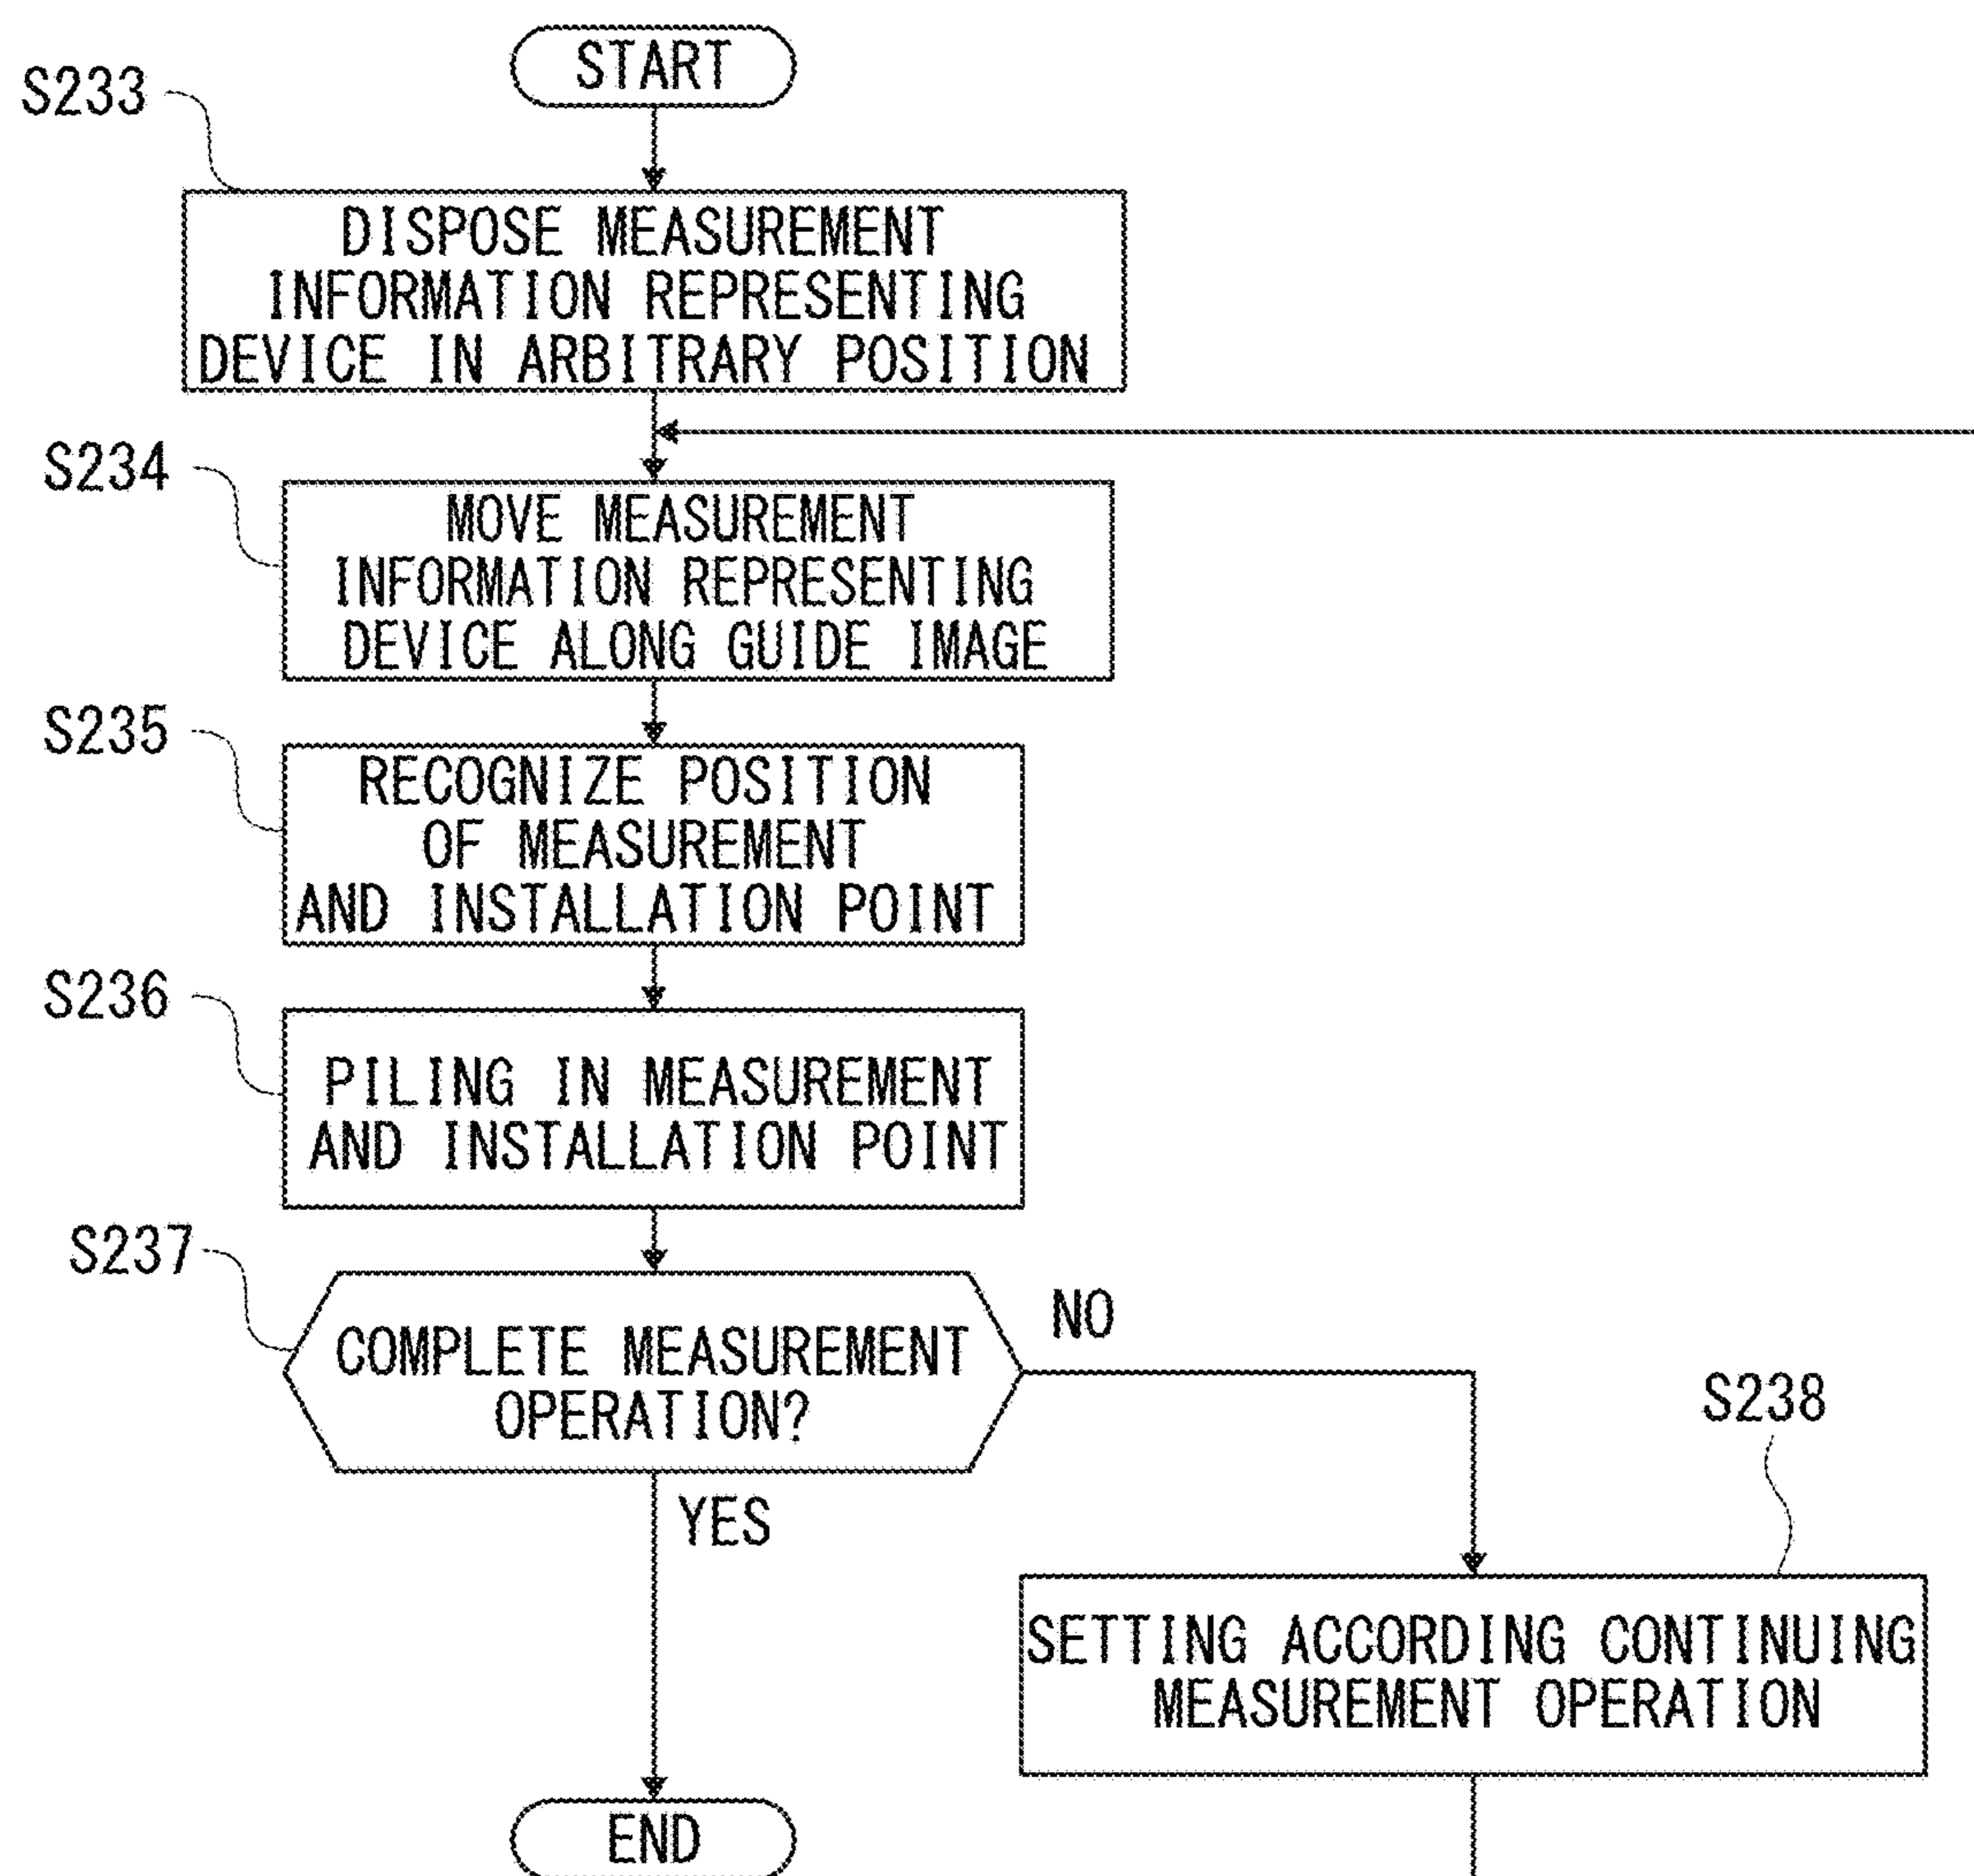 START
S233
DISPOSE MEASUREMENT
INFORMATION REPRESENTING
DEVICE IN ARBITRARY POSITION
S234
MOVE MEASUREMENT
INFORMATION REPRESENTING
DEVICE ALONG GUIDE IMAGE
S235
RECOGNIZE POSITION
OF MEASUREMENT
AND INSTALLATION POINT
S236
PILING IN MEASUREMENT
AND INSTALLATION POINT
S237
COMPLETE MEASUREMENT
OPERATION?
NO
YES
S238
SETTING ACCORDING CONTINUING
MEASUREMENT OPERATION
END